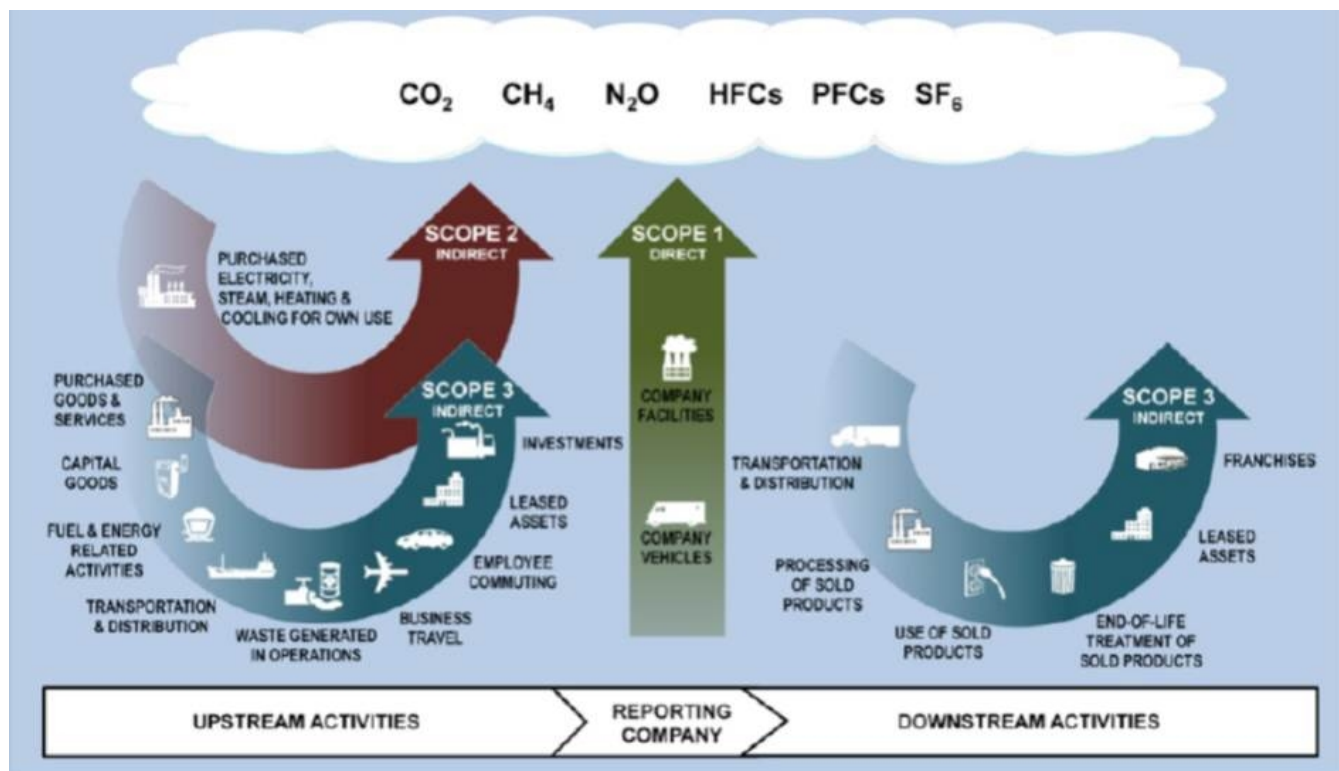 CO₂ CH₄ N₂O HFCs PFCs SF₆
SCOPE 2
INDIRECT
SCOPE 1
DIRECT
PURCHASED
ELECTRICITY,
STEAM, HEATING &
COOLING FOR OWN USE
PURCHASED
GOODS &
SERVICES
CAPITAL
GOODS
FUEL & ENERGY
RELATED
ACTIVITIES
TRANSPORTATION
& DISTRIBUTION
WASTE GENERATED
IN OPERATIONS
BUSINESS
TRAVEL
EMPLOYEE
COMMUTING
LEASED
ASSETS
INVESTMENTS
SCOPE 3
INDIRECT
COMPANY
FACILITIES
COMPANY
VEHICLES
TRANSPORTATION
& DISTRIBUTION
PROCESSING
OF SOLD
PRODUCTS
USE OF SOLD
PRODUCTS
END-OF-LIFE
TREATMENT OF
SOLD PRODUCTS
LEASED
ASSETS
FRANCHISES
SCOPE 3
INDIRECT
UPSTREAM ACTIVITIES
REPORTING
COMPANY
DOWNSTREAM ACTIVITIES